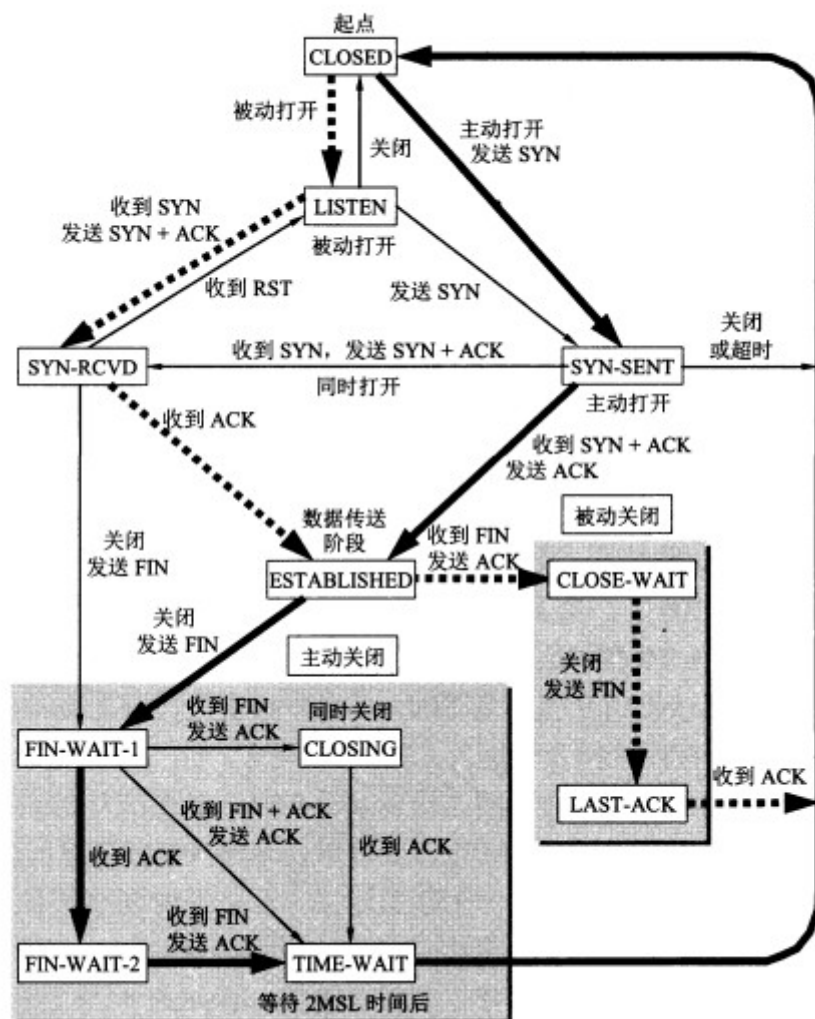 起点
CLOSED
被动打开
关闭
主动打开
发送 SYN
收到 SYN
发送 SYN + ACK
LISTEN
被动打开
收到 RST
发送 SYN
SYN-RCVD
收到 SYN，发送 SYN + ACK
同时打开
SYN-SENT
主动打开
关闭
或超时
收到 ACK
收到 SYN + ACK
发送 ACK
关闭
发送 FIN
数据传送
阶段
ESTABLISHED
收到 FIN
发送 ACK
被动关闭
CLOSE-WAIT
关闭
发送 FIN
主动关闭
关闭
发送 FIN
FIN-WAIT-1
收到 FIN
发送 ACK
同时关闭
CLOSING
LAST-ACK
收到 ACK
收到 FIN + ACK
发送 ACK
收到 ACK
收到 ACK
FIN-WAIT-2
收到 FIN
发送 ACK
TIME-WAIT
等待 2MSL 时间后